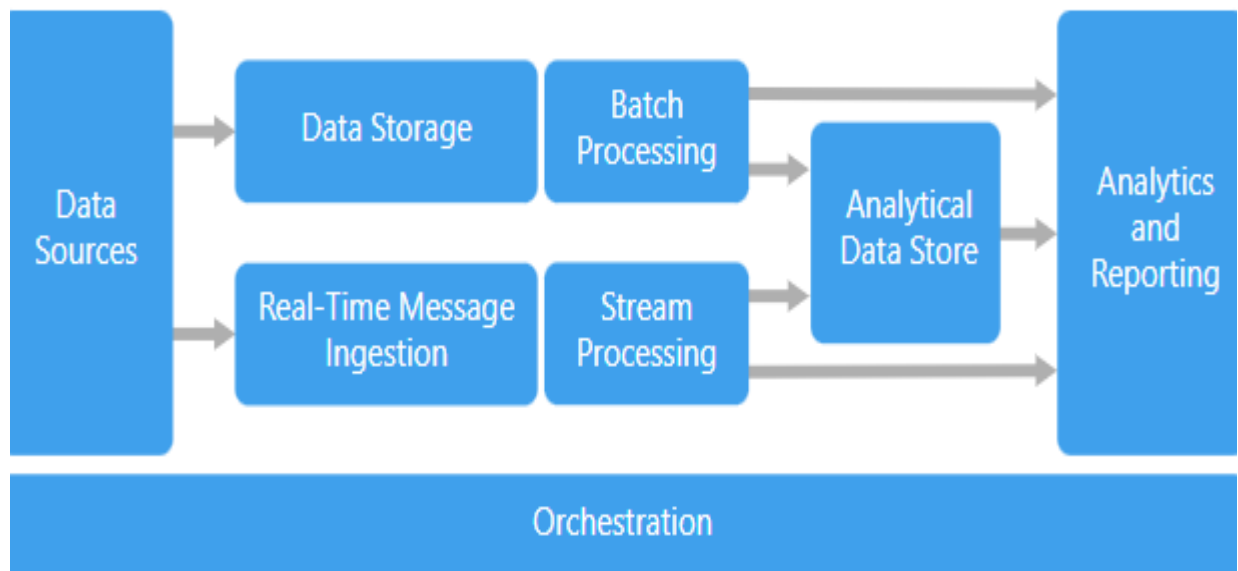 Data
Sources
Data Storage
Batch
Processing
Real-Time Message
Ingestion
Stream
Processing
Analytical
Data Store
Analytics
and
Reporting
Orchestration